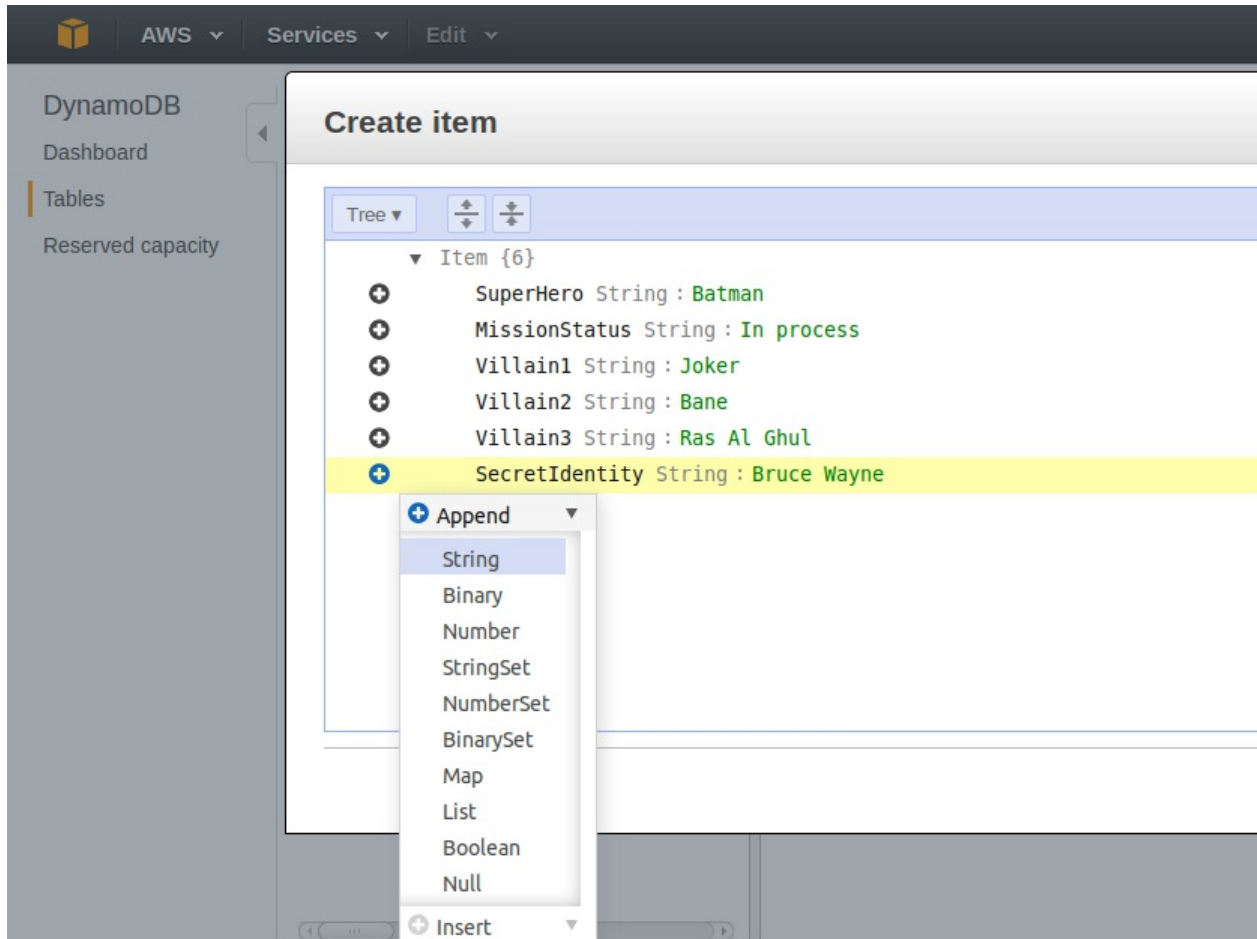 AWS Services Edit
DynamoDB
Dashboard
Tables
Reserved capacity
Create item
Tree
Item {6}
SuperHero String : Batman
MissionStatus String : In process
Villain1 String : Joker
Villain2 String : Bane
Villain3 String : Ras Al Ghul
SecretIdentity String : Bruce Wayne
Append
String
Binary
Number
StringSet
NumberSet
BinarySet
Map
List
Boolean
Null
Insert